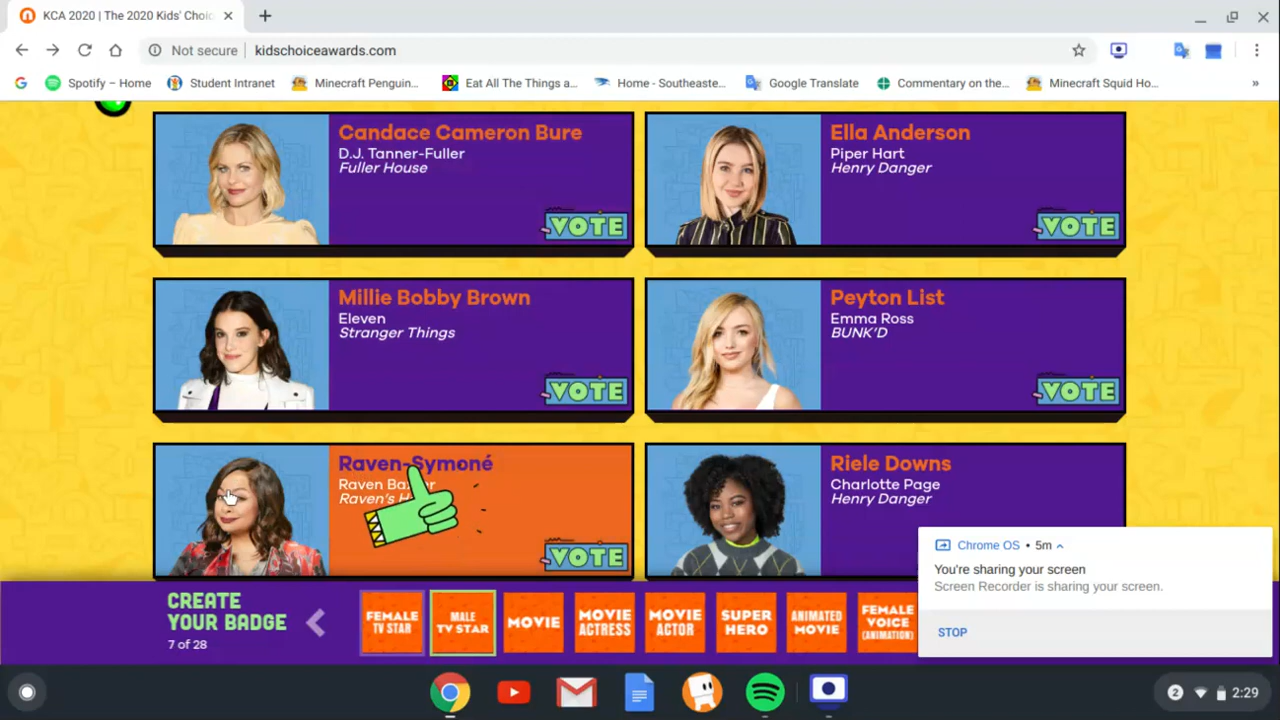 KCA 2020 | The 2020 Kids' Choic
Not secure
kidschoiceawards.com
Spotify – Home
Student Intranet
Minecraft Penguin...
Eat All The Things a...
Home - Southeaste...
Google Translate
Commentary on the...
Minecraft Squid Ho...
»
Candace Cameron Bure
D.J. Tanner-Fuller
Fuller House
VOTE
Ella Anderson
Piper Hart
Henry Danger
VOTE
Millie Bobby Brown
Eleven
Stranger Things
VOTE
Peyton List
Emma Ross
BUNK'D
VOTE
Raven-Symoné
Raven
Raven's
VOTE
Riele Downs
Charlotte Page
Henry Danger
Chrome OS • 5m
You're sharing your screen
Screen Recorder is sharing your screen.
STOP
CREATE
YOUR BADGE
7 of 28
FEMALE
TV STAR
MALE
TV STAR
MOVIE
MOVIE
ACTRESS
MOVIE
ACTOR
SUPER
HERO
ANIMATED
MOVIE
FEMALE
VOICE
(ANIMATION)
2
2:29